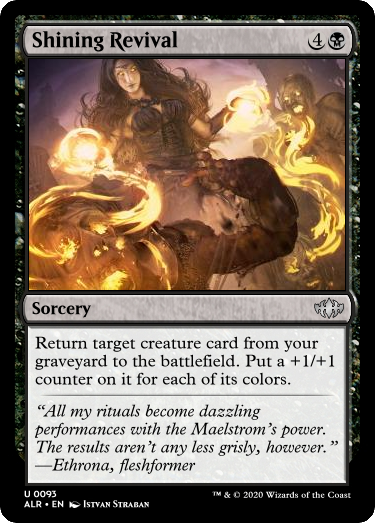 Shining Revival 4
Sorcery
Return target creature card from your
graveyard to the battlefield. Put a +1/+1
counter on it for each of its colors.
“All my rituals become dazzling
performances with the Maelstrom’s power.
The results aren’t any less grisly, however.”
—Ethrona, fleshformer
U 0093
ALR • EN Istvan Straban
™ & © 2020 Wizards of the Coast